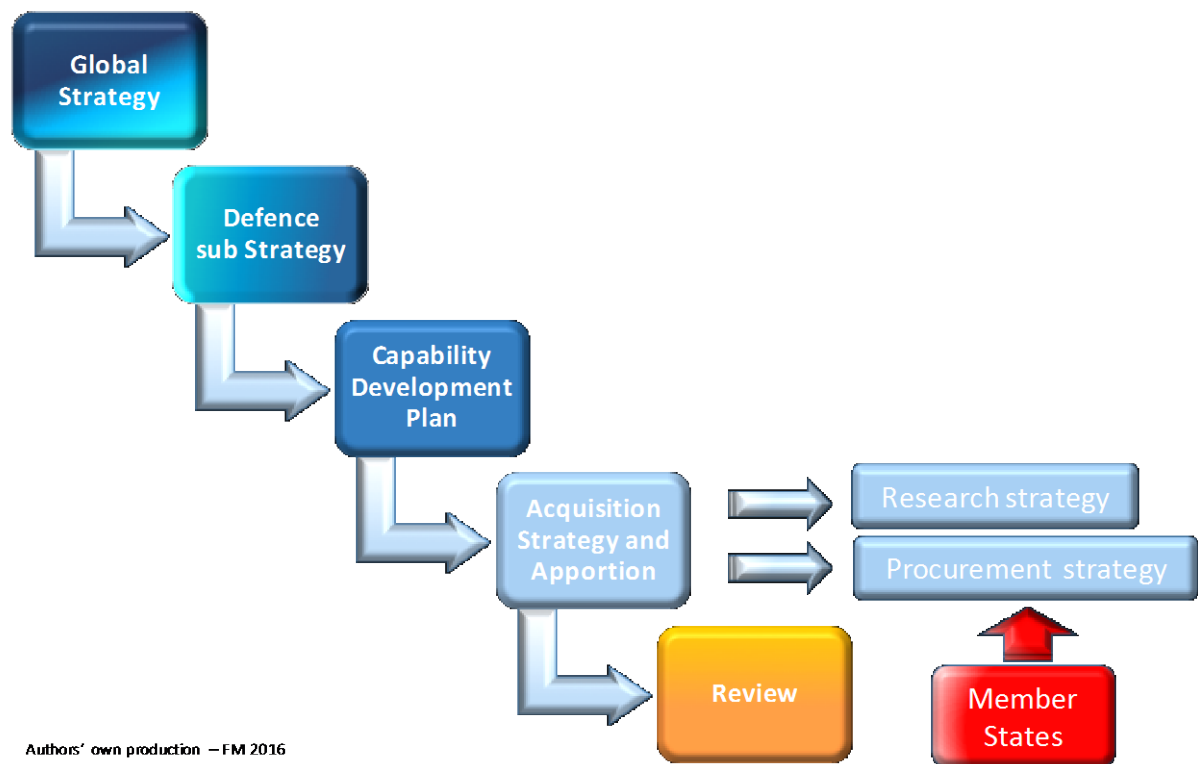 Global
Strategy
Defence
sub Strategy
Capability
Development
Plan
Acquisition
Strategy and
Apportion
Research strategy
Procurement strategy
Review
Member
States
Authors’ own production – FM 2016